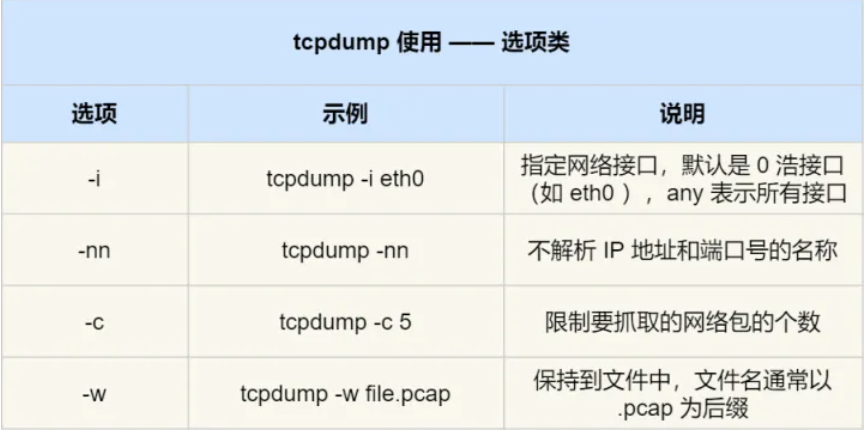 tcpdump 使用 —— 选项类
选项 示例 说明
-i tcpdump -i eth0 指定网络接口，默认是 0 浩接口
（如 eth0 ），any 表示所有接口
-nn tcpdump -nn 不解析 IP 地址和端口号的名称
-c tcpdump -c 5 限制要抓取的网络包的个数
-w tcpdump -w file.pcap 保持到文件中，文件名通常以
.pcap 为后缀